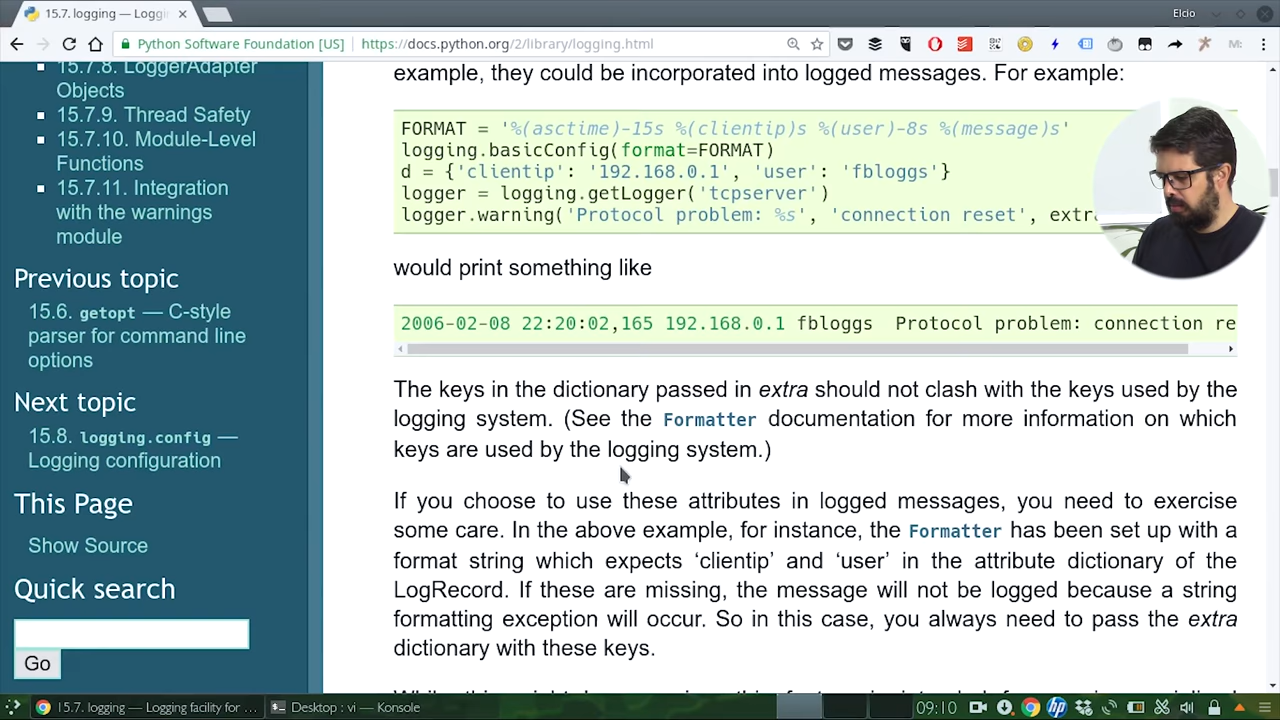 15.7. logging — Loggin
Elcio
Python Software Foundation [US]
https://docs.python.org/2/library/logging.html
M:
15.7.8. LoggerAdapter
Objects
15.7.9. Thread Safety
15.7.10. Module-Level
Functions
15.7.11. Integration
with the warnings
module
Previous topic
15.6. getopt — C-style
parser for command line
options
Next topic
15.8. logging.config —
Logging configuration
This Page
Show Source
Quick search
Go
example, they could be incorporated into logged messages. For example:
FORMAT = '%(asctime)-15s %(clientip)s %(user)-8s %(message)s'
logging.basicConfig(format=FORMAT)
d = {'clientip': '192.168.0.1', 'user': 'fbloggs'}
logger = logging.getLogger('tcpserver')
logger.warning('Protocol problem: %s', 'connection reset', extr
would print something like
2006-02-08 22:20:02,165 192.168.0.1 fbloggs  Protocol problem: connection re
The keys in the dictionary passed in extra should not clash with the keys used by the
logging system. (See the Formatter documentation for more information on which
keys are used by the logging system.)
If you choose to use these attributes in logged messages, you need to exercise
some care. In the above example, for instance, the Formatter has been set up with a
format string which expects ‘clientip’ and ‘user’ in the attribute dictionary of the
LogRecord. If these are missing, the message will not be logged because a string
formatting exception will occur. So in this case, you always need to pass the extra
dictionary with these keys.
15.7. logging — Logging facility for ...
Desktop : vi — Konsole
09:10